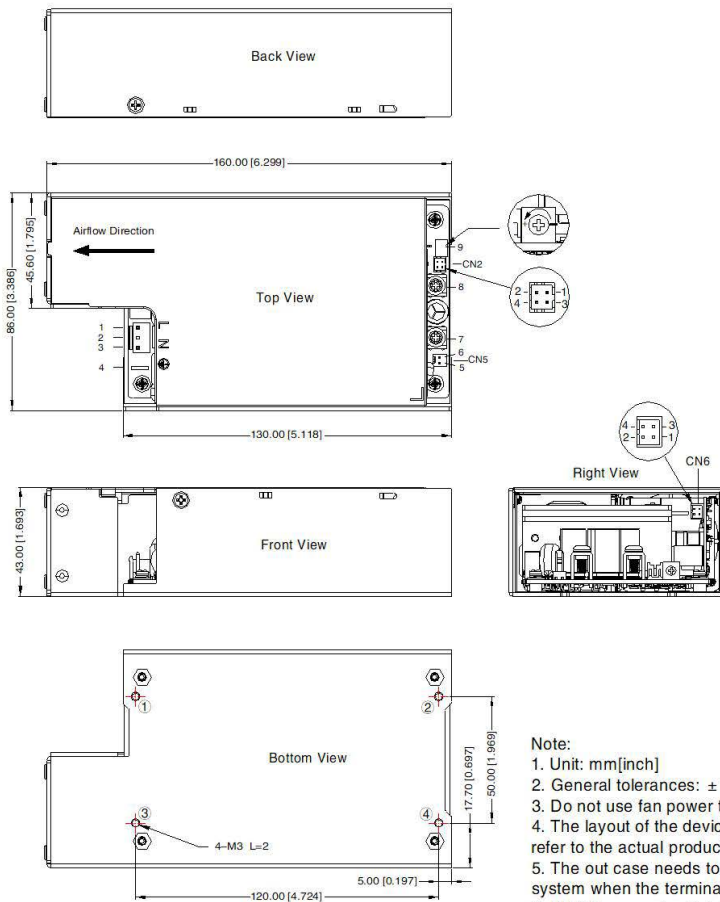 Back View
160.00 [6.299]
86.00 [3.386]
45.60 [1.795]
Airflow Direction
Top View
1
2
3
4
L
N
9
CN2
8
7
6
CN5
5
2 1
4 3
130.00 [5.118]
4 3
2 1
CN6
Right View
43.00 [1.693]
Front View
1
2
Bottom View
3
4
4-M3 L=2
17.70 [0.697]
50.00 [1.969]
5.00 [0.197]
120.00 [4.724]
Note:
1. Unit: mm[inch]
2. General tolerances: ±
3. Do not use fan power
4. The layout of the devic
refer to the actual produc
5. The out case needs to
system when the termina